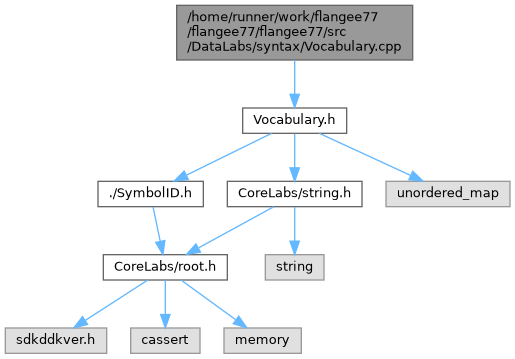 /home/runner/work/flangee77
/flangee77/flangee77/src
/DataLabs/syntax/Vocabulary.cpp
Vocabulary.h
./SymbolID.h
CoreLabs/string.h
unordered_map
CoreLabs/root.h
string
sdkddkver.h
cassert
memory